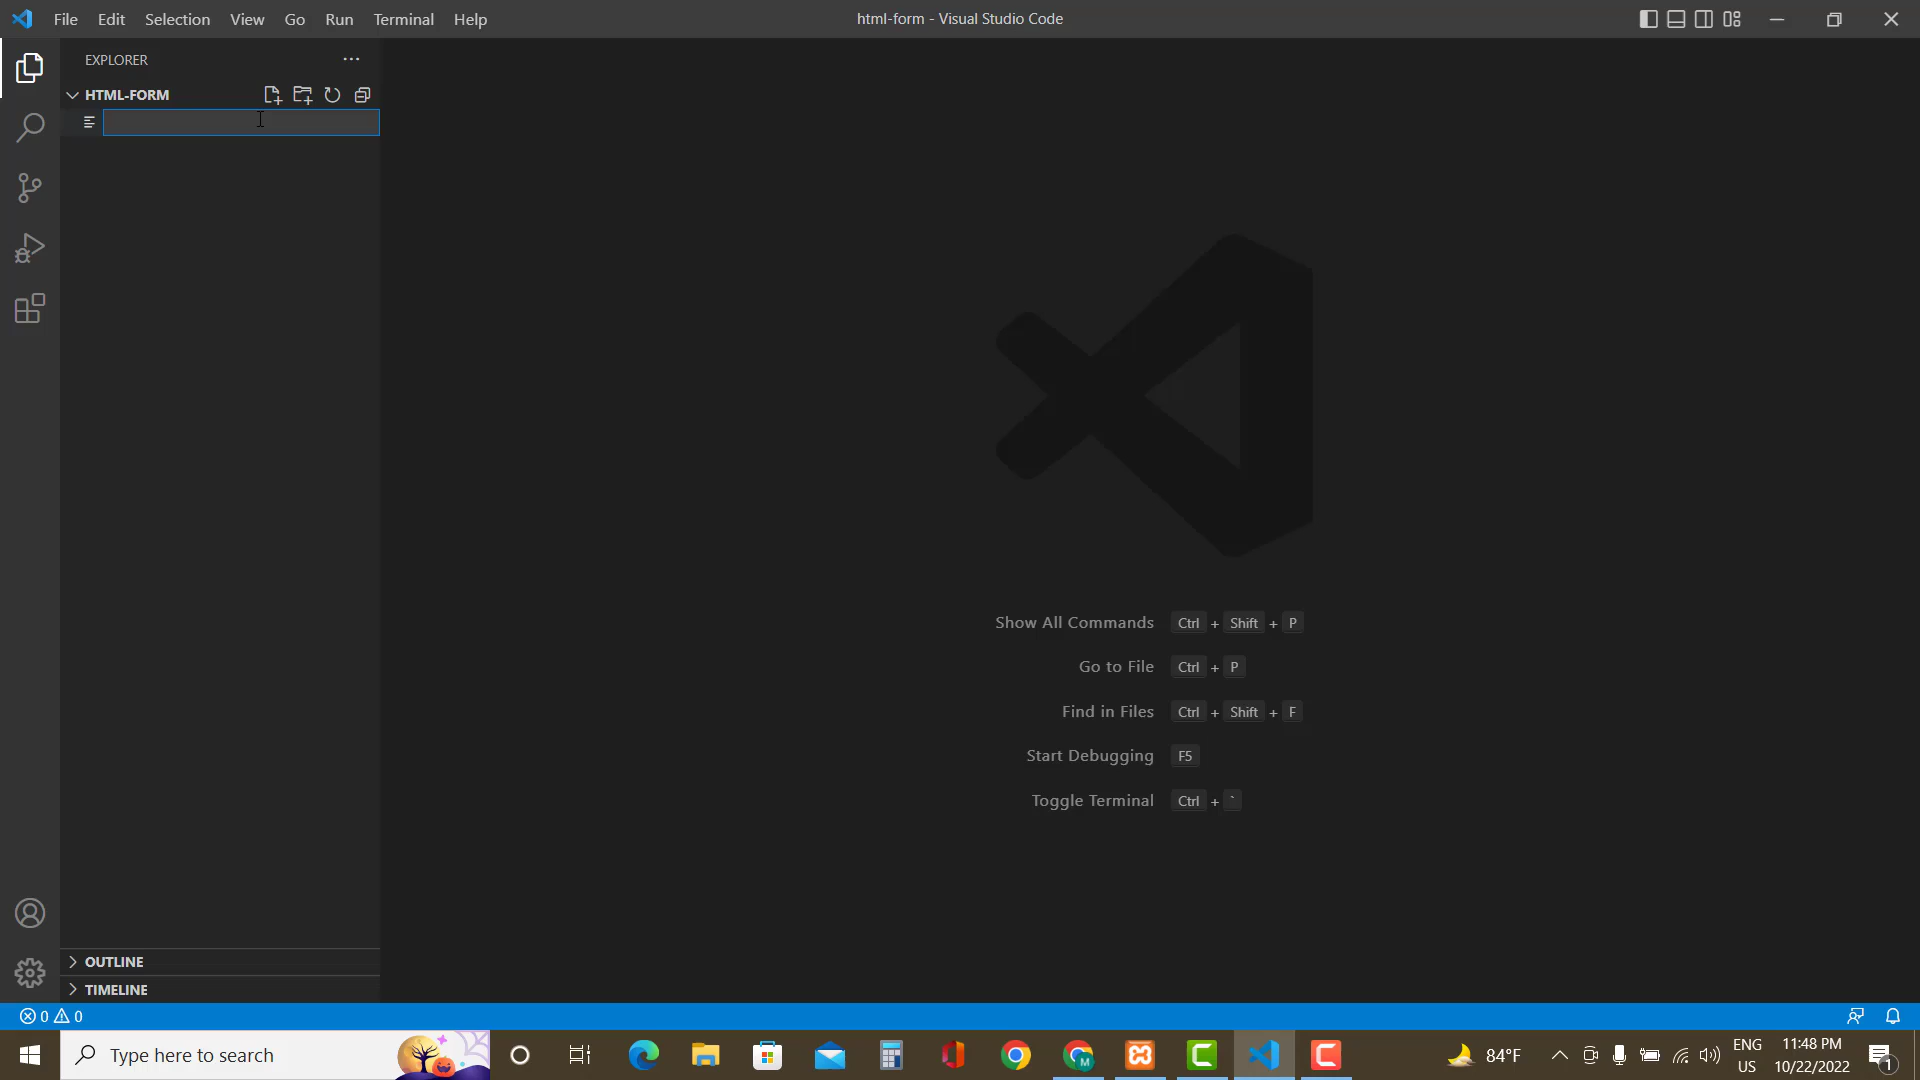 File Edit Selection View Go Run Terminal Help
html-form - Visual Studio Code
EXPLORER
HTML-FORM
Show All Commands Ctrl + Shift + P
Go to File Ctrl + P
Find in Files Ctrl + Shift + F
Start Debugging F5
Toggle Terminal Ctrl + `
OUTLINE
TIMELINE
0 0
Type here to search
M
84°F
ENG
US
11:48 PM
10/22/2022
1